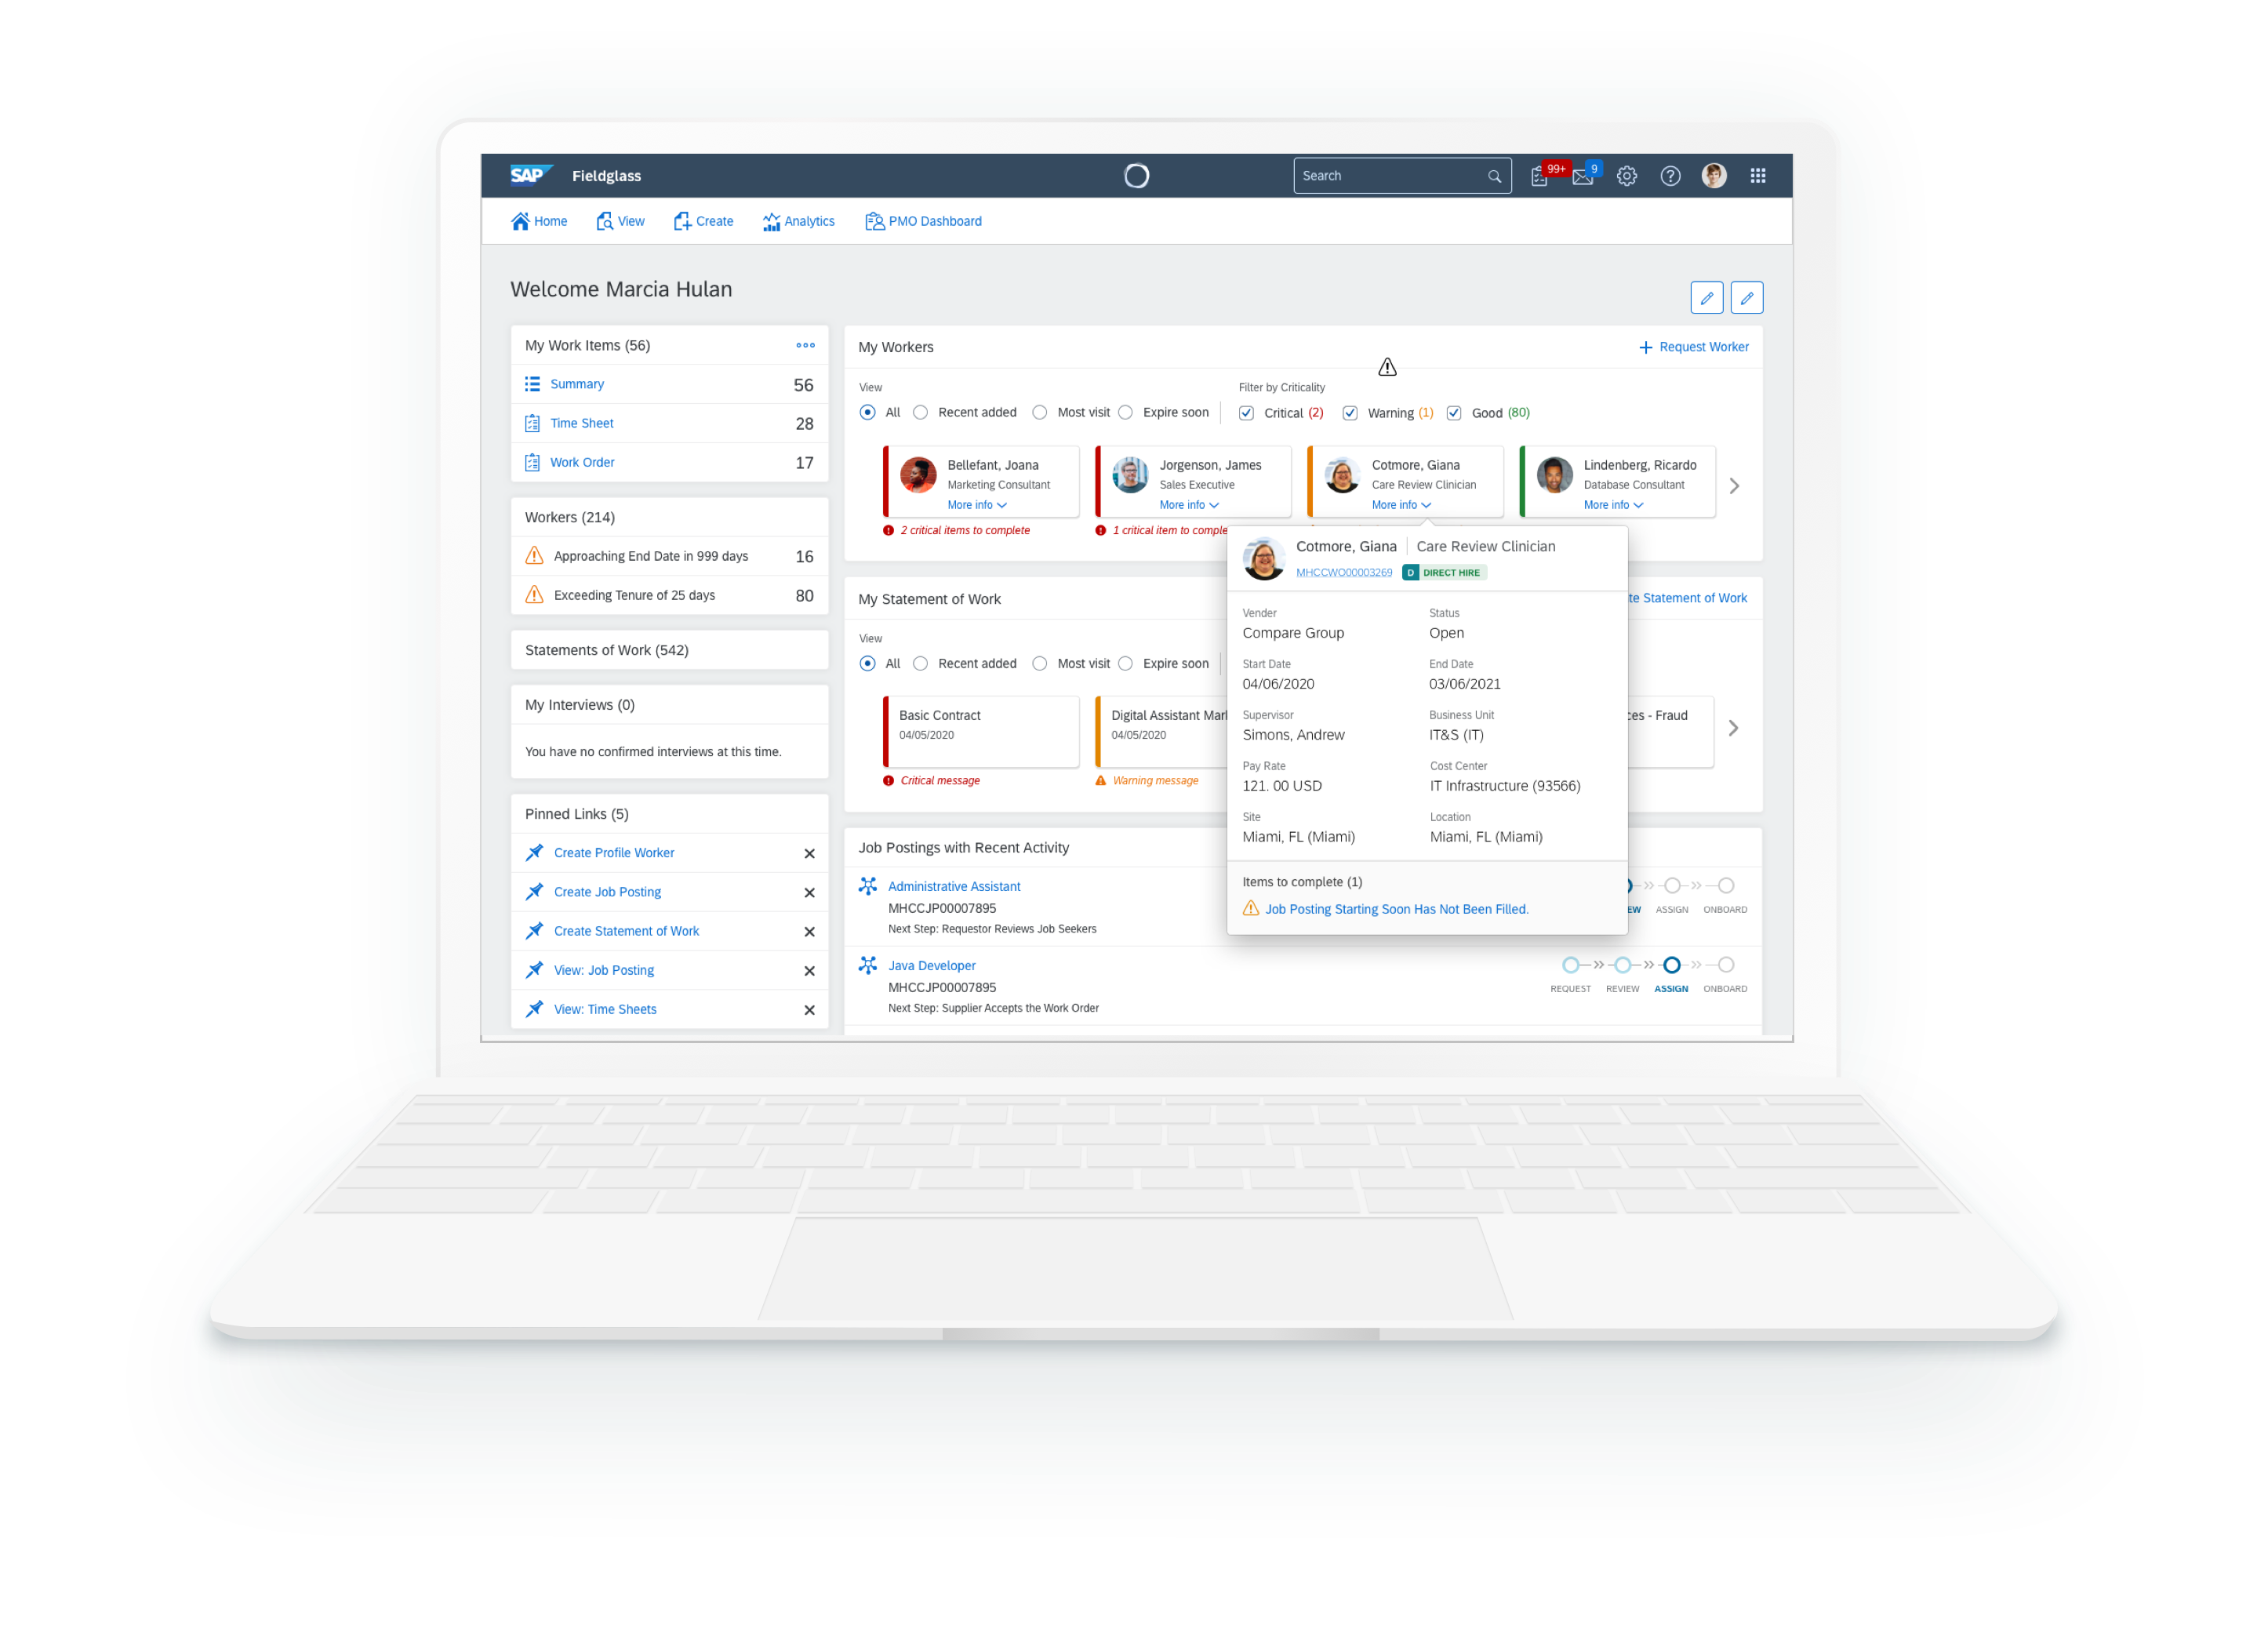 SAP Fieldglass
Search
99+
9
Home View Create Analytics PMO Dashboard
Welcome Marcia Hulan
My Work Items (56)
Summary 56
Time Sheet 28
Work Order 17
Workers (214)
Approaching End Date in 999 days 16
Exceeding Tenure of 25 days 80
Statements of Work (542)
My Interviews (0)
You have no confirmed interviews at this time.
Pinned Links (5)
Create Profile Worker
Create Job Posting
Create Statement of Work
View: Job Posting
View: Time Sheets
My Workers
+ Request Worker
View
All Recent added Most visit Expire soon
Filter by Criticality
Critical (2) Warning (1) Good (80)
Bellefant, Joana
Marketing Consultant
More info
2 critical items to complete
Jorgenson, James
Sales Executive
More info
1 critical item to comple
Cotmore, Giana
Care Review Clinician
More info
Lindenberg, Ricardo
Database Consultant
More info
Cotmore, Giana Care Review Clinician
MHCCWO00003269 D DIRECT HIRE
Vender Status
Compare Group Open
Start Date End Date
04/06/2020 03/06/2021
Supervisor Business Unit
Simons, Andrew IT&S (IT)
Pay Rate Cost Center
121. 00 USD IT Infrastructure (93566)
Site Location
Miami, FL (Miami) Miami, FL (Miami)
Items to complete (1)
Job Posting Starting Soon Has Not Been Filled.
My Statement of Work
te Statement of Work
View
All Recent added Most visit Expire soon
Basic Contract
04/05/2020
Critical message
Digital Assistant Mar
04/05/2020
Warning message
ces - Fraud
Job Postings with Recent Activity
Administrative Assistant
MHCCJP00007895
Next Step: Requestor Reviews Job Seekers
EW ASSIGN ONBOARD
Java Developer
MHCCJP00007895
Next Step: Supplier Accepts the Work Order
REQUEST REVIEW ASSIGN ONBOARD